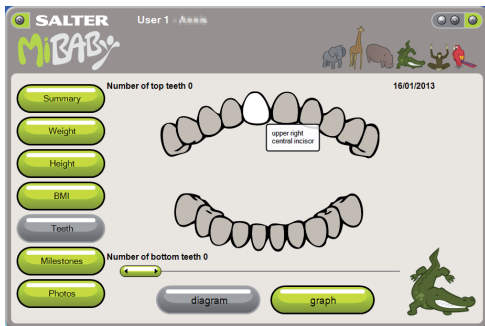 SALTER
User 1 -
MiBABy
Number of top teeth 0
16/01/2013
Summary
Weight
upper right
central incisor
Height
BMI
Teeth
Milestones
Number of bottom teeth 0
Photos
diagram
graph